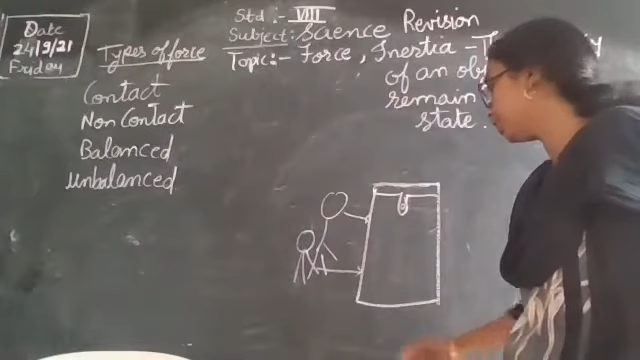 Date
24/9/21
Friday
Types of force
Contact
Non Contact
Balanced
Unbalanced
Std :- VIII
Subject:- Science Revision
Topic:- Force, Inertia -
of an
remain
state.